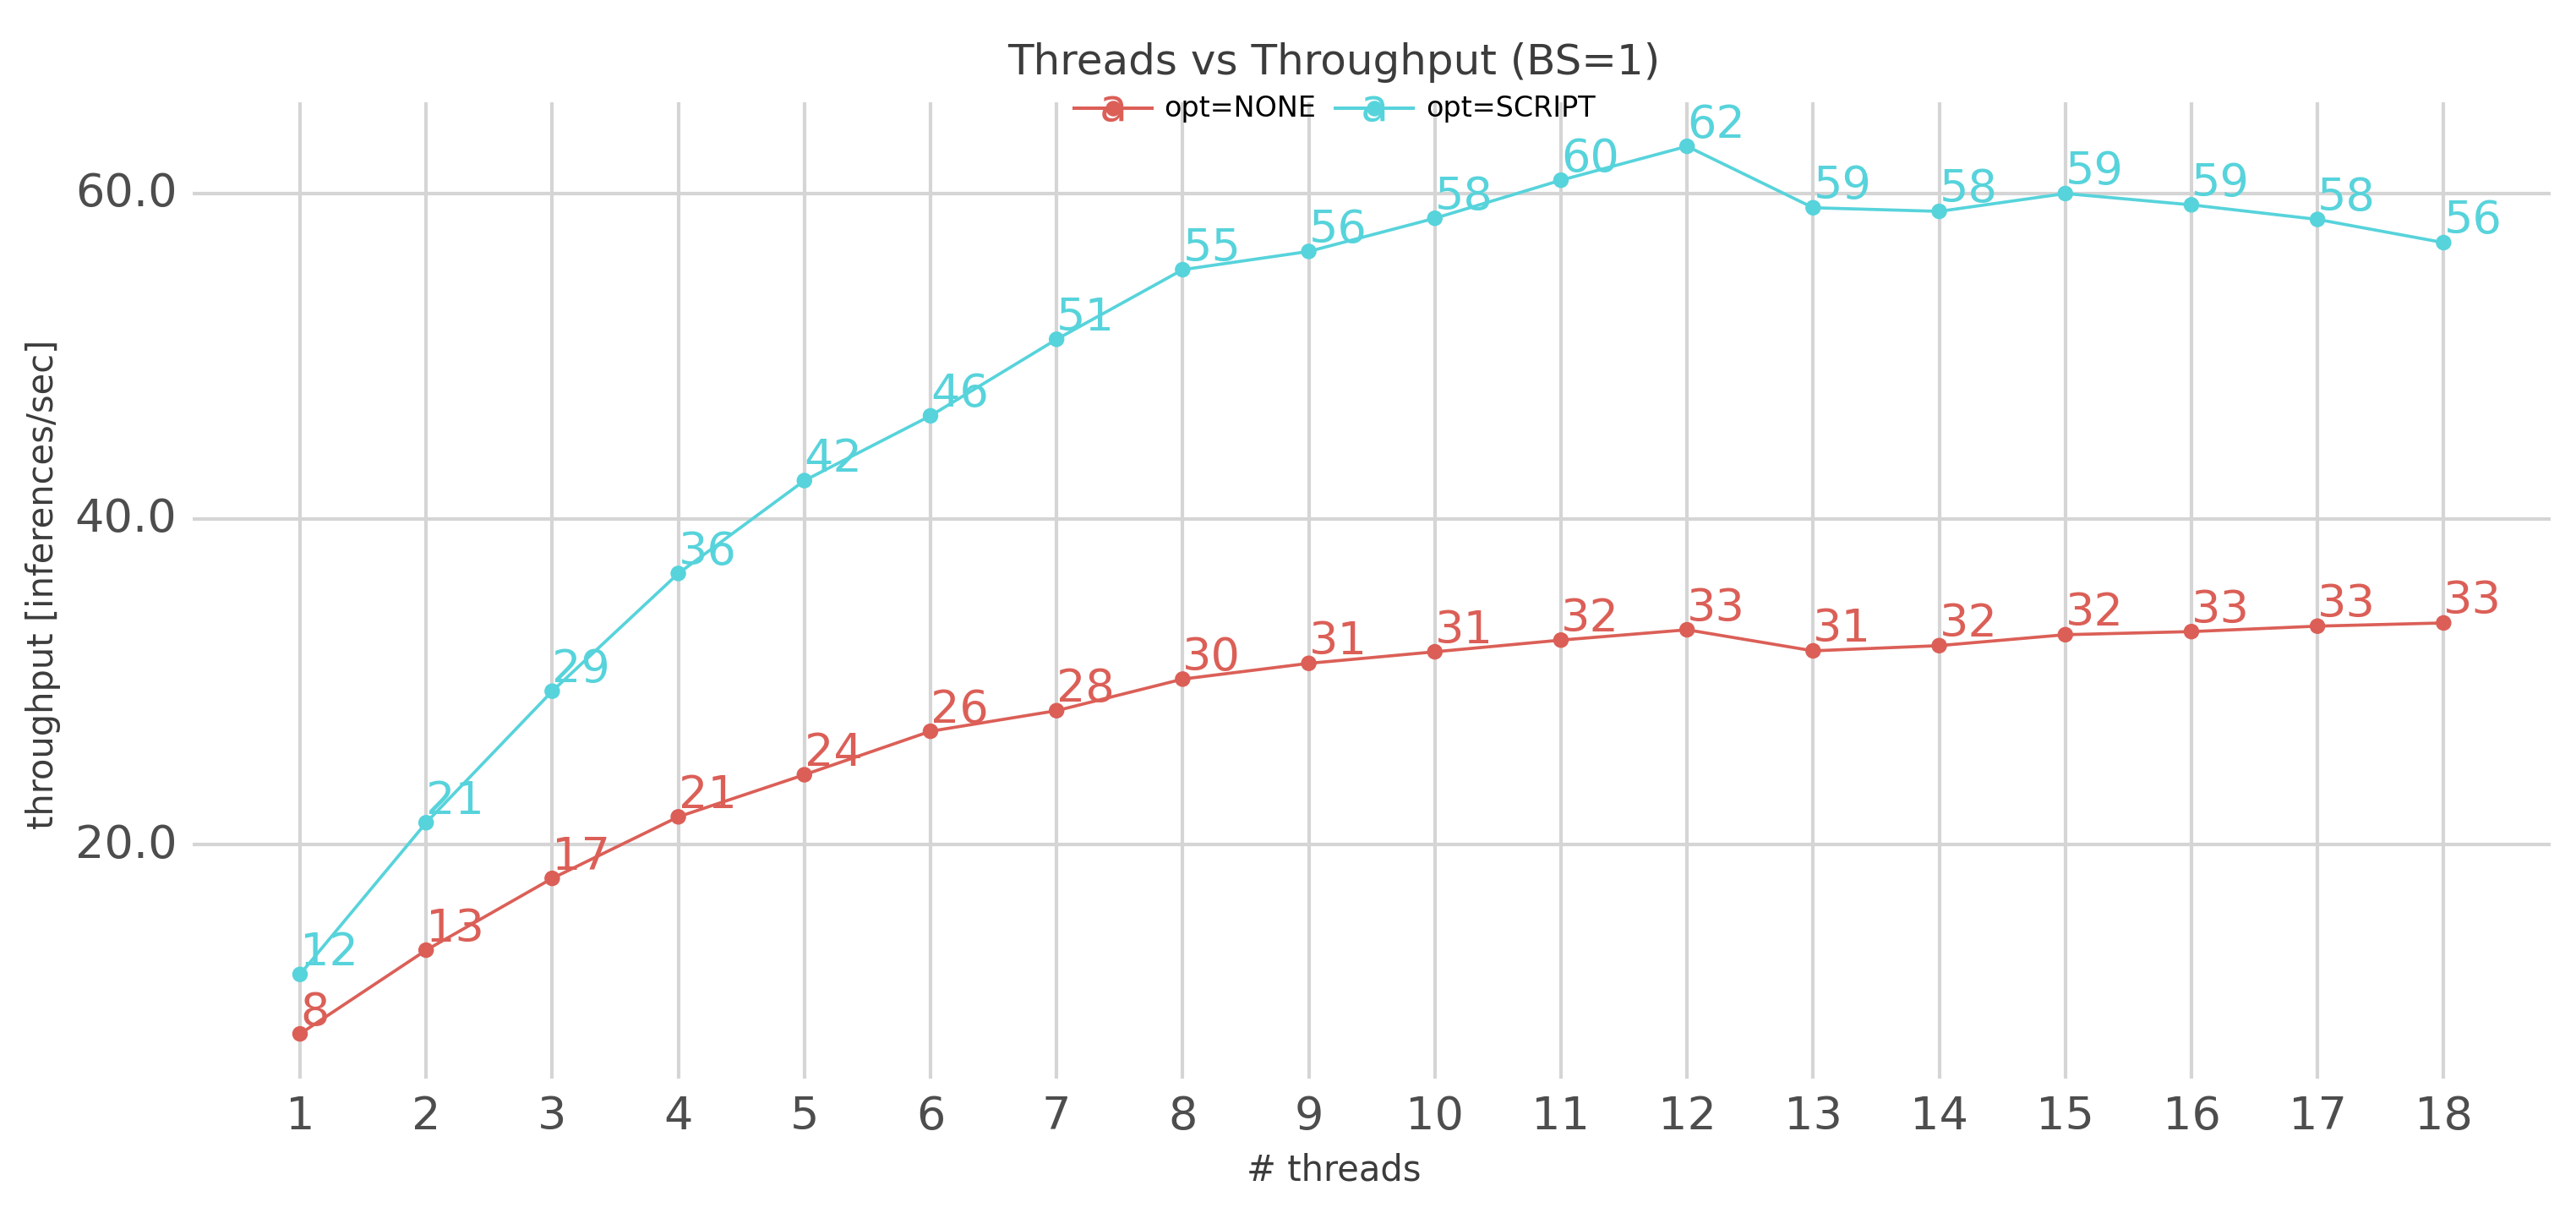 Threads vs Throughput (BS=1)
a opt=NONE a opt=SCRIPT
throughput [inferences/sec]
60.0
40.0
20.0
12 21 29 36 42 46 51 55 56 58 60 62 59 58 59 59 58 56
8 13 17 21 24 26 28 30 31 31 32 33 31 32 32 33 33 33
1 2 3 4 5 6 7 8 9 10 11 12 13 14 15 16 17 18
# threads